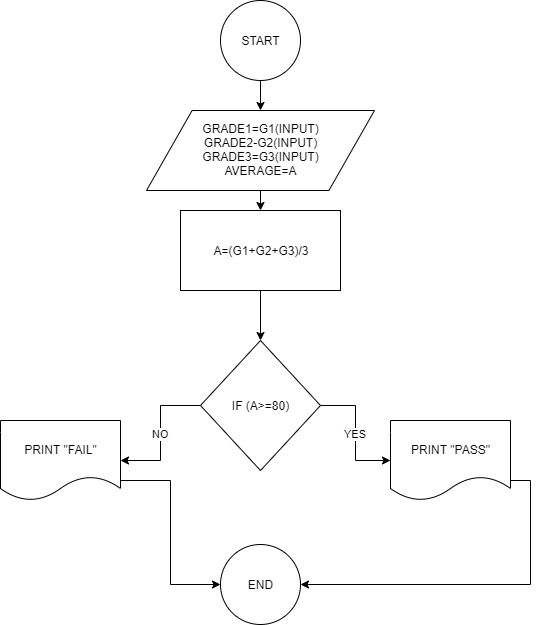 START
GRADE1=G1(INPUT)
GRADE2-G2(INPUT)
GRADE3=G3(INPUT)
AVERAGE=A
A=(G1+G2+G3)/3
IF (A>=80)
NO
YES
PRINT "FAIL"
PRINT "PASS"
END